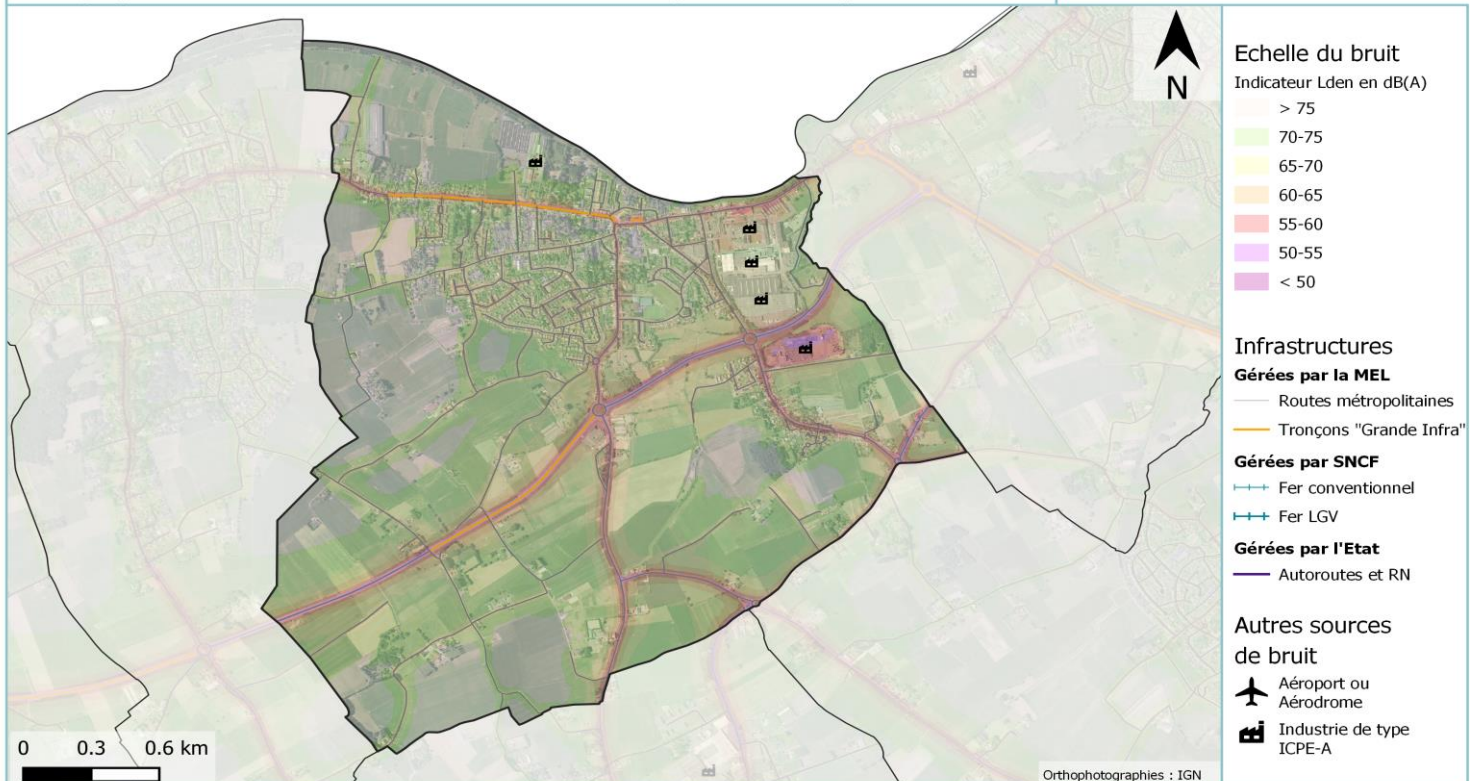 N
0 0.3 0.6 km
Orthophotographies : IGN
Echelle du bruit
Indicateur Lden en dB(A)
> 75
70-75
65-70
60-65
55-60
50-55
< 50
Infrastructures
Gérées par la MEL
Routes métropolitaines
Tronçons "Grande Infra"
Gérées par SNCF
Fer conventionnel
Fer LGV
Gérées par l'Etat
Autoroutes et RN
Autres sources
de bruit
Aéroport ou
Aérodrome
Industrie de type
ICPE-A